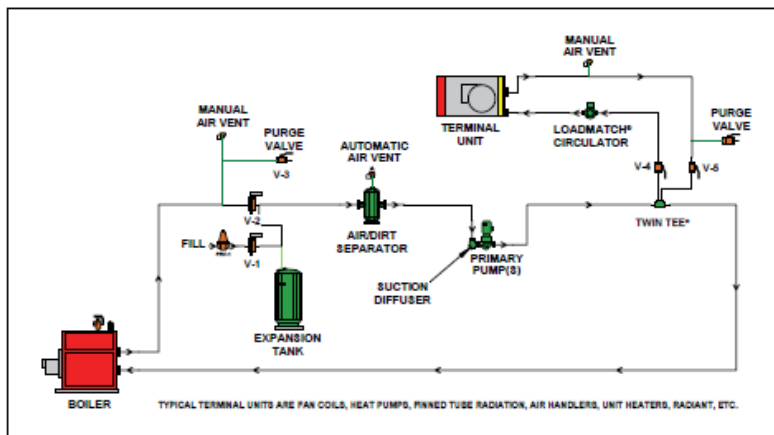 MANUAL
AIR VENT
MANUAL
AIR VENT
PURGE
VALVE
V-3
AUTOMATIC
AIR VENT
TERMINAL
UNIT
LOADMATCH®
CIRCULATOR
PURGE
VALVE
V-4
V-5
V-2
TWIN TEE®
FILL
V-1
AIR/DIRT
SEPARATOR
PRIMARY
PUMP(S)
SUCTION
DIFFUSER
EXPANSION
TANK
BOILER
TYPICAL TERMINAL UNITS ARE FAN COILS, HEAT PUMPS, FINNED TUBE RADIATION, AIR HANDLERS, UNIT HEATERS, RADIANT, ETC.